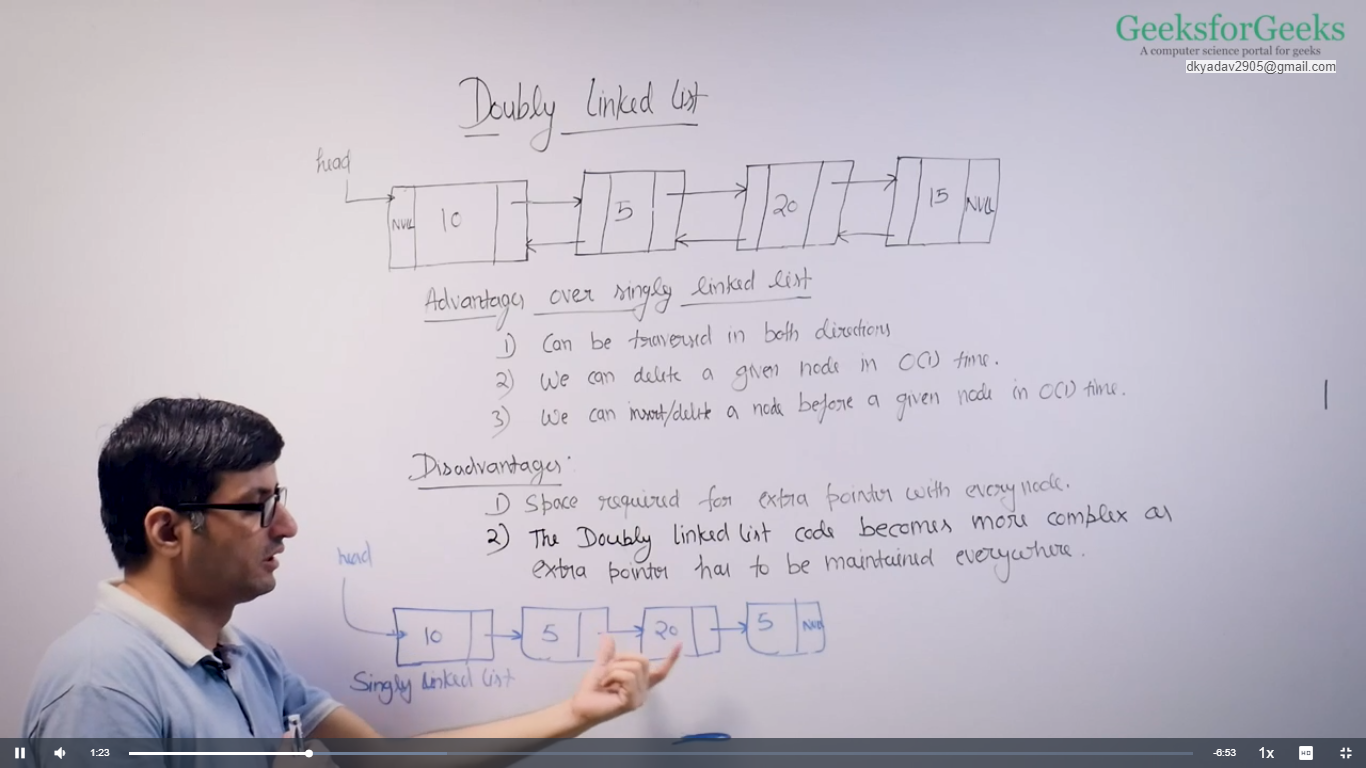 GeeksforGeeks
A computer science portal for geeks
dkyadav2905@gmail.com
Doubly linked list
head
NULL 10 5 20 15 NULL
Advantages over singly linked list
1) Can be traversed in both directions
2) We can delete a given node in O(1) time.
3) We can insert/delete a node before a given node in O(1) time.
Disadvantages:
1) Space required for extra pointer with every node.
2) The Doubly linked list code becomes more complex as
extra pointer has to be maintained everywhere.
head
10 5 20 5 NULL
Singly linked list
1:23 -6:53 1x HD